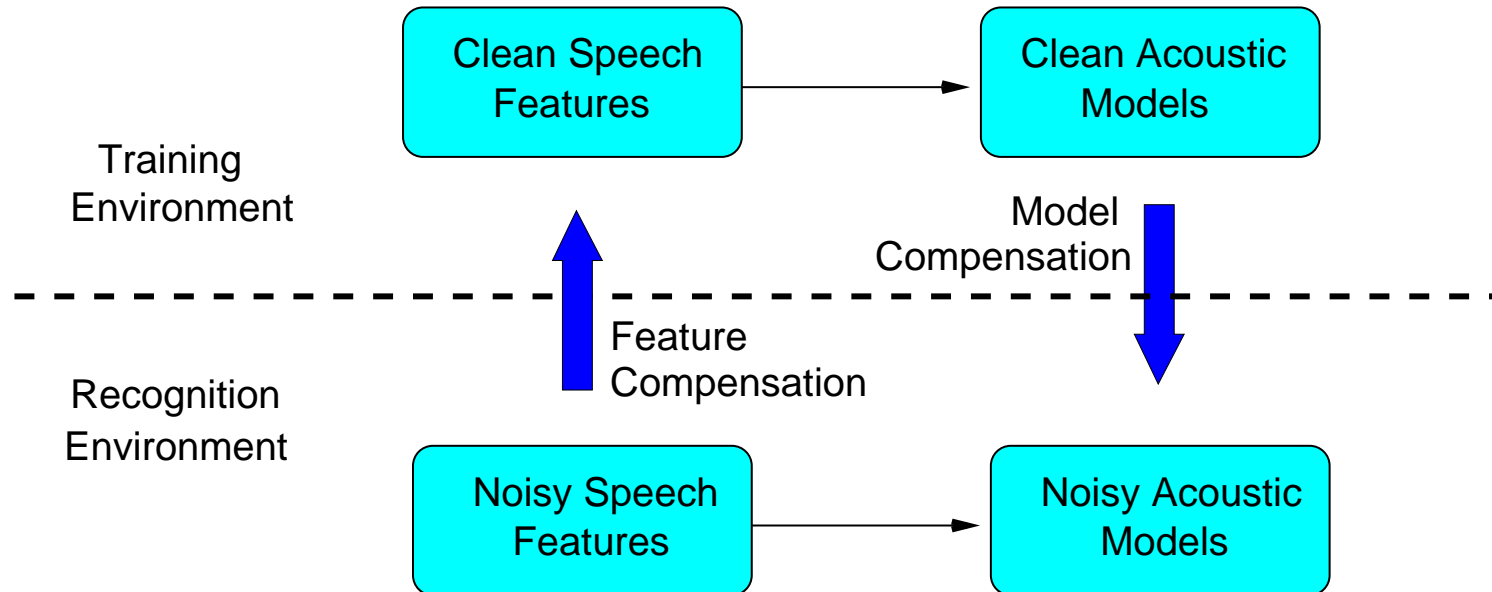 Clean Speech
Features
Clean Acoustic
Models
Training
Environment
Model
Compensation
Feature
Compensation
Recognition
Environment
Noisy Speech
Features
Noisy Acoustic
Models